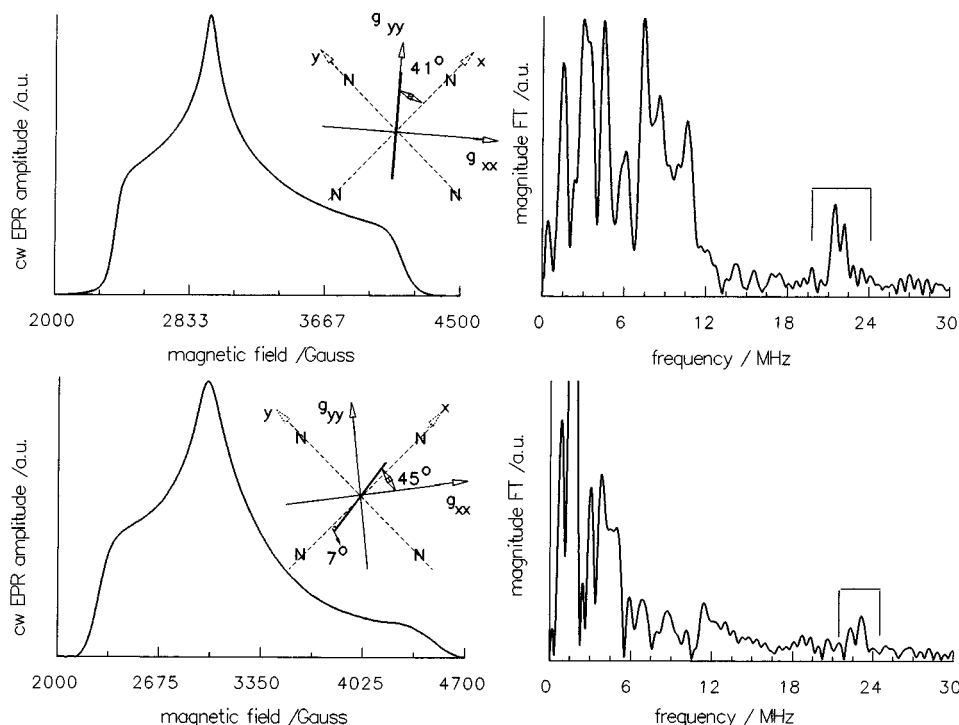 cw EPR amplitude /a.u.
g yy
y
N
41°
N
x
g xx
N
N
2000 2833 3667 4500
magnetic field /Gauss
magnitude FT /a.u.
0 6 12 18 24 30
frequency / MHz
cw EPR amplitude /a.u.
y
g yy
x
N
N
45°
g xx
N
7°
N
2000 2675 3350 4025 4700
magnetic field /Gauss
magnitude FT /a.u.
0 6 12 18 24 30
frequency / MHz